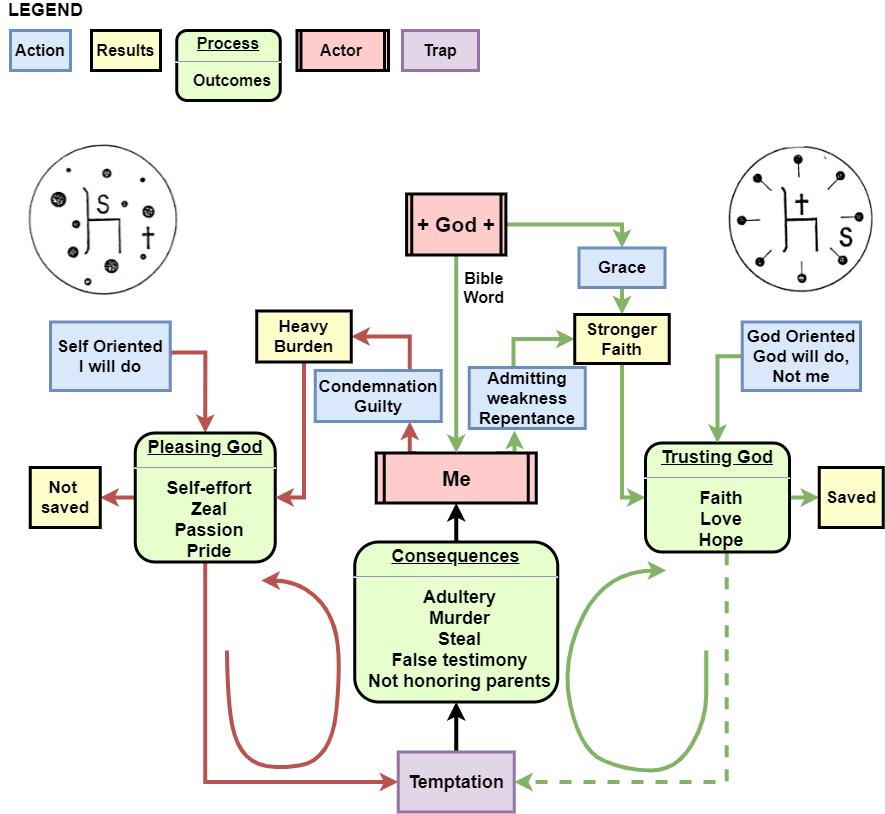 LEGEND
Action
Results
Process
Outcomes
Actor
Trap
S
†
+ God +
Bible
Word
Grace
†
S
Self Oriented
I will do
Heavy
Burden
Condemnation
Guilty
Admitting
weakness
Repentance
Stronger
Faith
God Oriented
God will do,
Not me
Not
saved
Pleasing God
Self-effort
Zeal
Passion
Pride
Me
Trusting God
Faith
Love
Hope
Saved
Consequences
Adultery
Murder
Steal
False testimony
Not honoring parents
Temptation